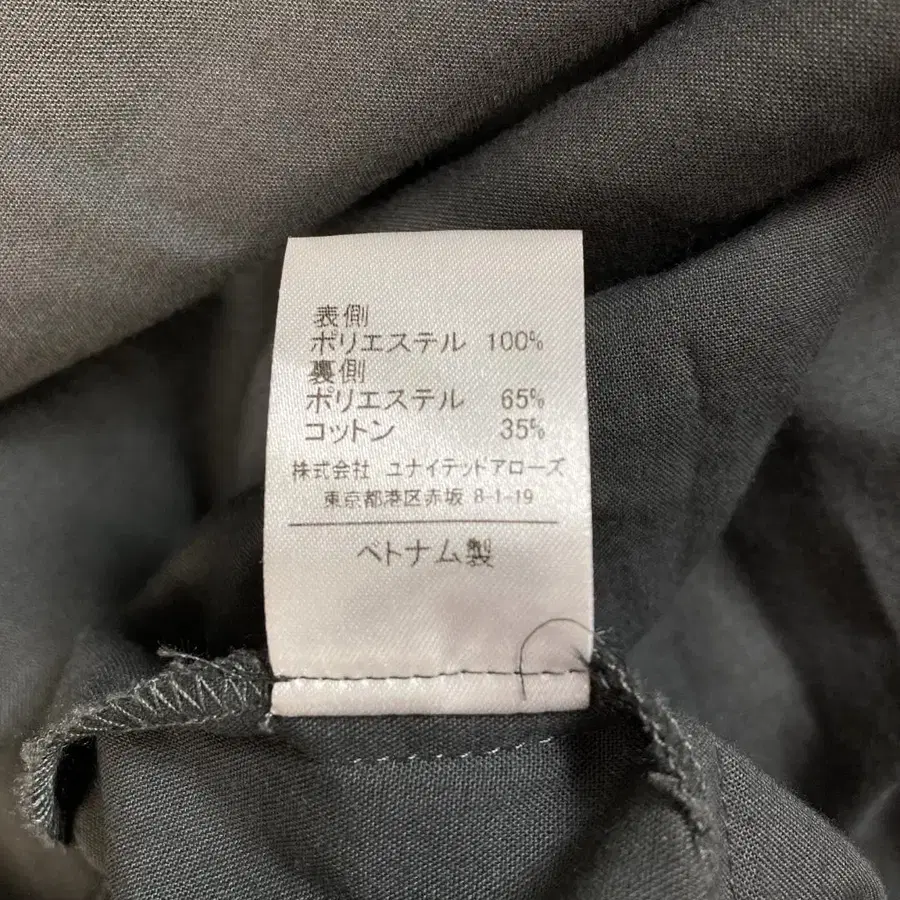 表側
ポリエステル 100%
裏側
ポリエステル 65%
コットン 35%
株式会社 ユナイテッドアローズ
東京都港区赤坂 8-1-19
ベトナム製